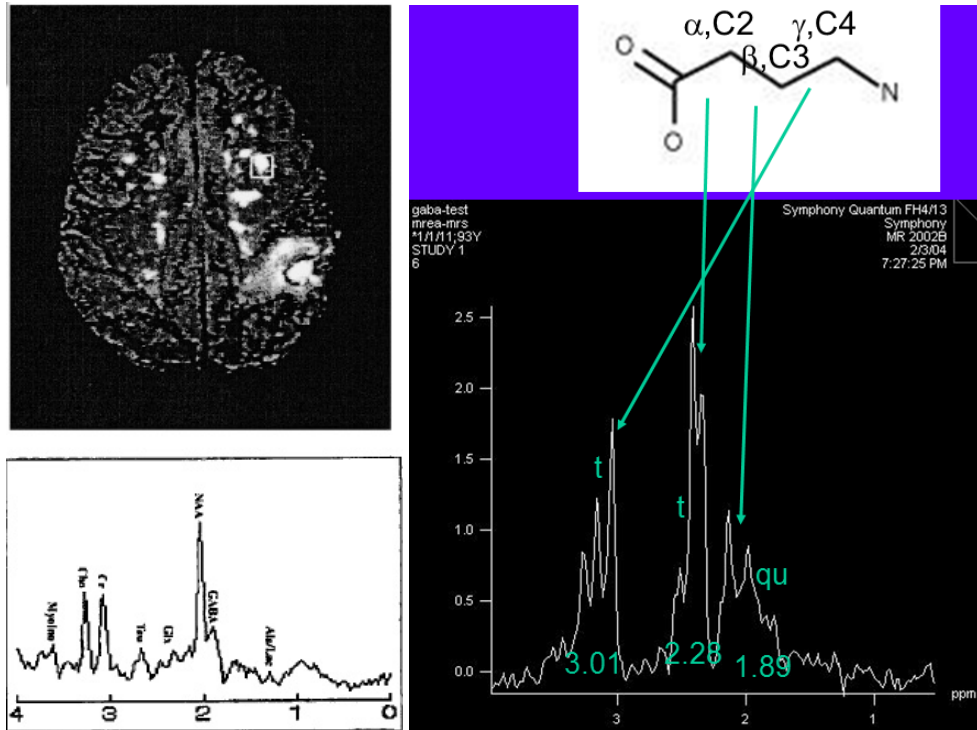 α,C2
γ,C4
β,C3
O
O
N
gaba-test
mrea-mrs
*1/1/11;93Y
STUDY 1
6
Symphony Quantum FH4/13
Symphony
MR 2002B
2/3/04
7:27:25 PM
2.5
2.0
1.5
1.0
0.5
0.0
t
t
qu
3.01
2.28
1.89
3
2
1
ppm
Cho
Cr
NAA
GABA
Glx
Ala/Lac
4
3
2
1
0